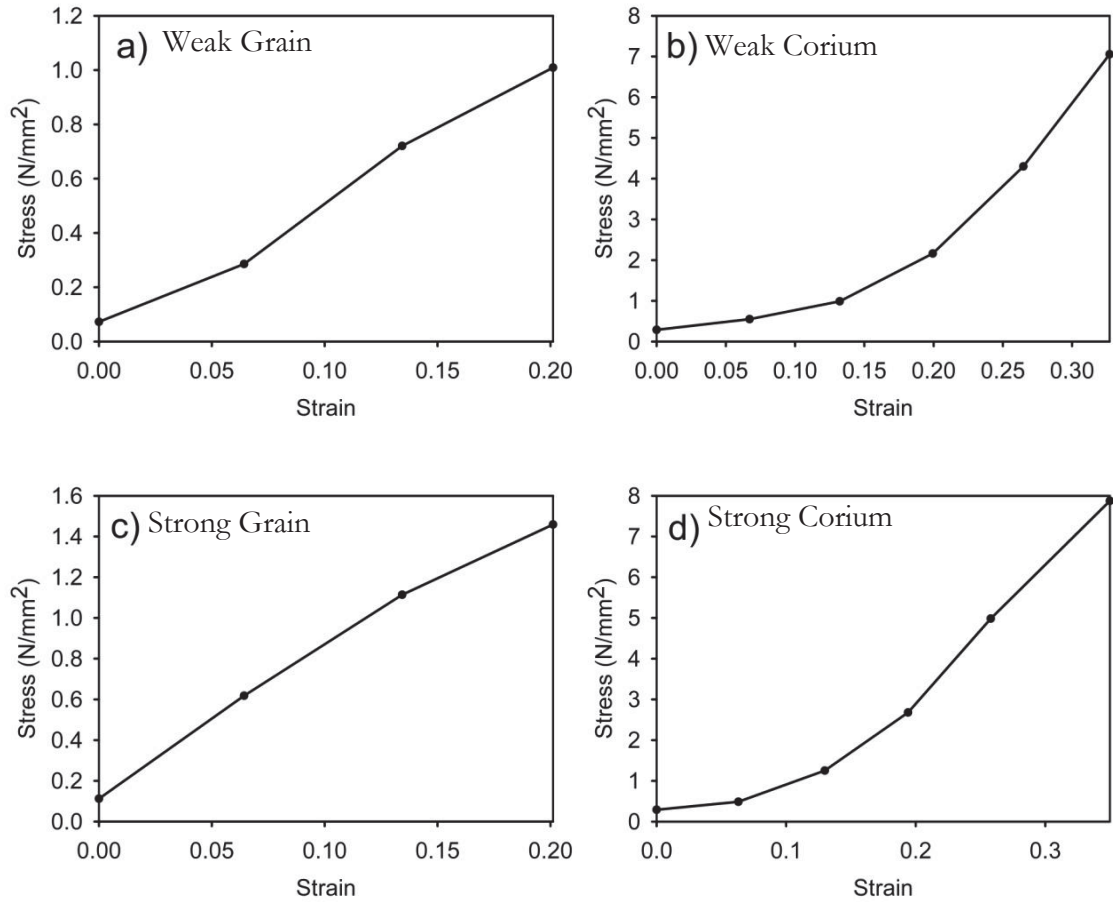 a) Weak Grain
1.2
1.0
0.8
0.6
0.4
0.2
0.0
Stress (N/mm²)
0.00 0.05 0.10 0.15 0.20
Strain
b) Weak Corium
8
7
6
5
4
3
2
1
0
Stress (N/mm²)
0.00 0.05 0.10 0.15 0.20 0.25 0.30
Strain
c) Strong Grain
1.6
1.4
1.2
1.0
0.8
0.6
0.4
0.2
0.0
Stress (N/mm²)
0.00 0.05 0.10 0.15 0.20
Strain
d) Strong Corium
8
7
6
5
4
3
2
1
0
Stress (N/mm²)
0.0 0.1 0.2 0.3
Strain